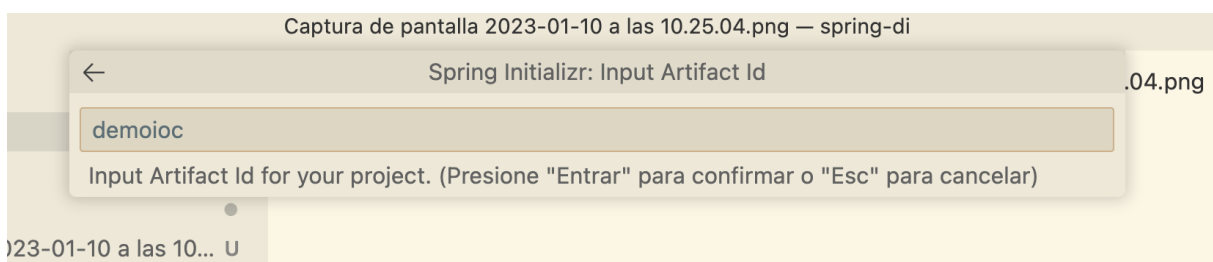 Captura de pantalla 2023-01-10 a las 10.25.04.png — spring-di
Spring Initializr: Input Artifact Id
.04.png
demoioc
Input Artifact Id for your project. (Presione "Entrar" para confirmar o "Esc" para cancelar)
023-01-10 a las 10... U